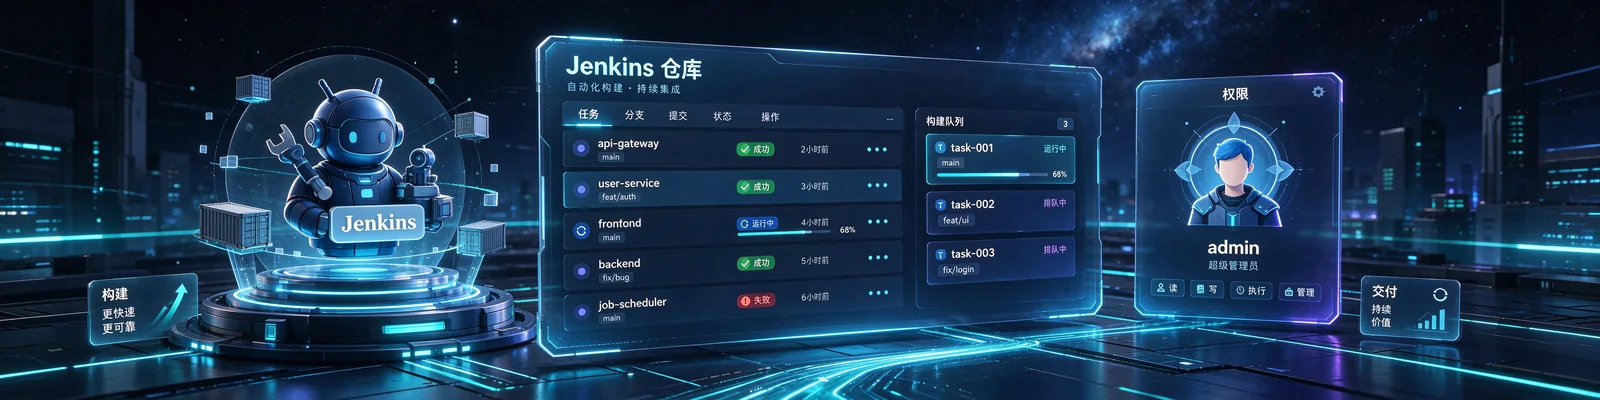 Jenkins
构建
更快速
更可靠
Jenkins 仓库
自动化构建 · 持续集成
任务 分支 提交 状态 操作
api-gateway 成功 2小时前
main
user-service 成功 3小时前
feat/auth
frontond 运行中 4小时前
main 68%
backend 成功 5小时前
fix/bug
job-scheduler 失败 6小时前
main
构建队列 3
task-001 运行中
main
68%
task-002 排队中
feat/ui
task-003 排队中
fix/login
权限
admin
超级管理员
读 写 执行 管理
交付
持续
价值